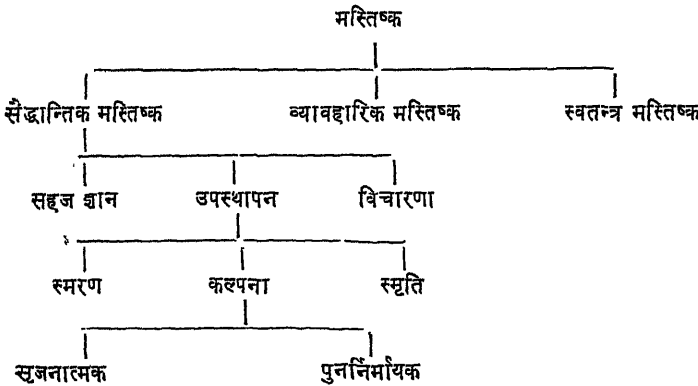 मस्तिष्क
सैद्धान्तिक मस्तिष्क व्यावहारिक मस्तिष्क स्वतन्त्र मस्तिष्क
सहज ज्ञान उपस्थापन विचारणा
स्मरण कल्पना स्मृति
सृजनात्मक पुनर्निर्मायक